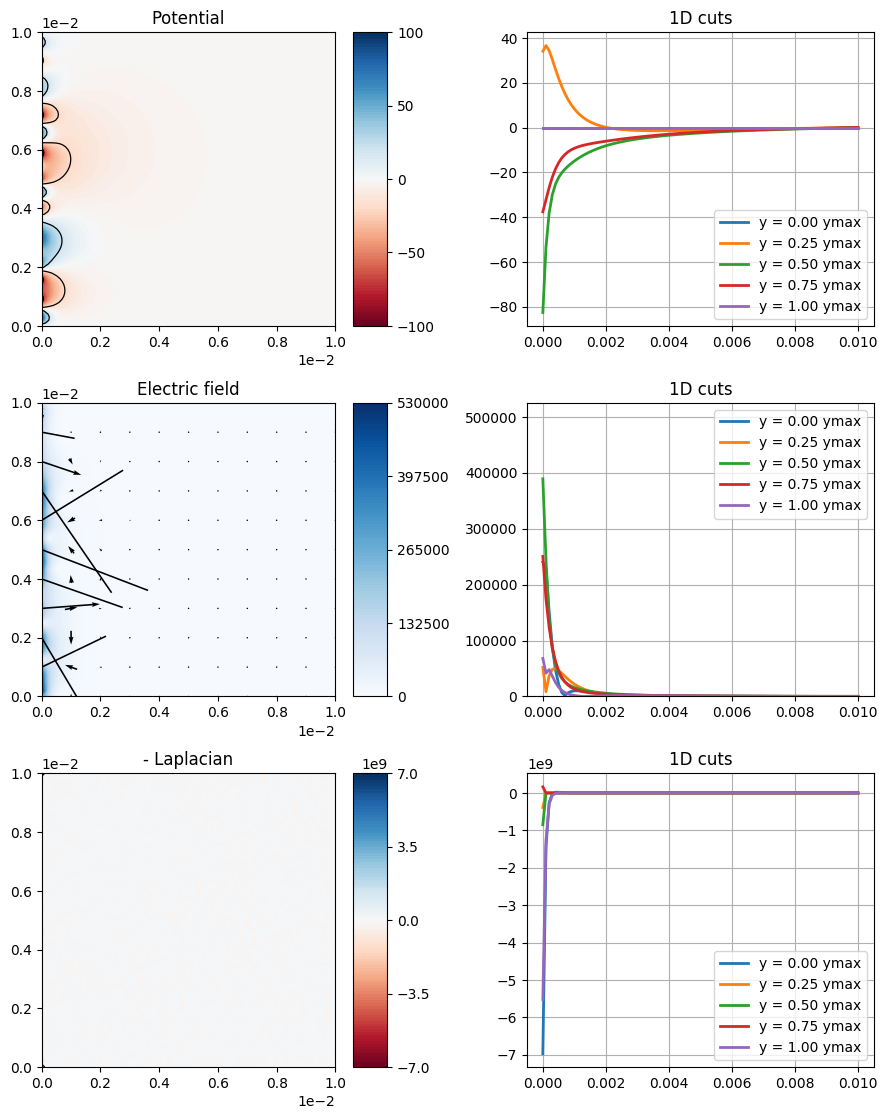 Potential
1e−2
1.0
0.8
0.6
0.4
0.2
0.0
0.0 0.2 0.4 0.6 0.8 1.0
1e−2
100
50
0
−50
−100
1D cuts
40
20
0
−20
−40
−60
−80
0.000 0.002 0.004 0.006 0.008 0.010
y = 0.00 ymax
y = 0.25 ymax
y = 0.50 ymax
y = 0.75 ymax
y = 1.00 ymax
Electric field
1e−2
1.0
0.8
0.6
0.4
0.2
0.0
0.0 0.2 0.4 0.6 0.8 1.0
1e−2
530000
397500
265000
132500
0
1D cuts
500000
400000
300000
200000
100000
0
0.000 0.002 0.004 0.006 0.008 0.010
y = 0.00 ymax
y = 0.25 ymax
y = 0.50 ymax
y = 0.75 ymax
y = 1.00 ymax
- Laplacian
1e−2
1.0
0.8
0.6
0.4
0.2
0.0
0.0 0.2 0.4 0.6 0.8 1.0
1e−2
1e9
7.0
3.5
0.0
−3.5
−7.0
1D cuts
1e9
0
−1
−2
−3
−4
−5
−6
−7
0.000 0.002 0.004 0.006 0.008 0.010
y = 0.00 ymax
y = 0.25 ymax
y = 0.50 ymax
y = 0.75 ymax
y = 1.00 ymax